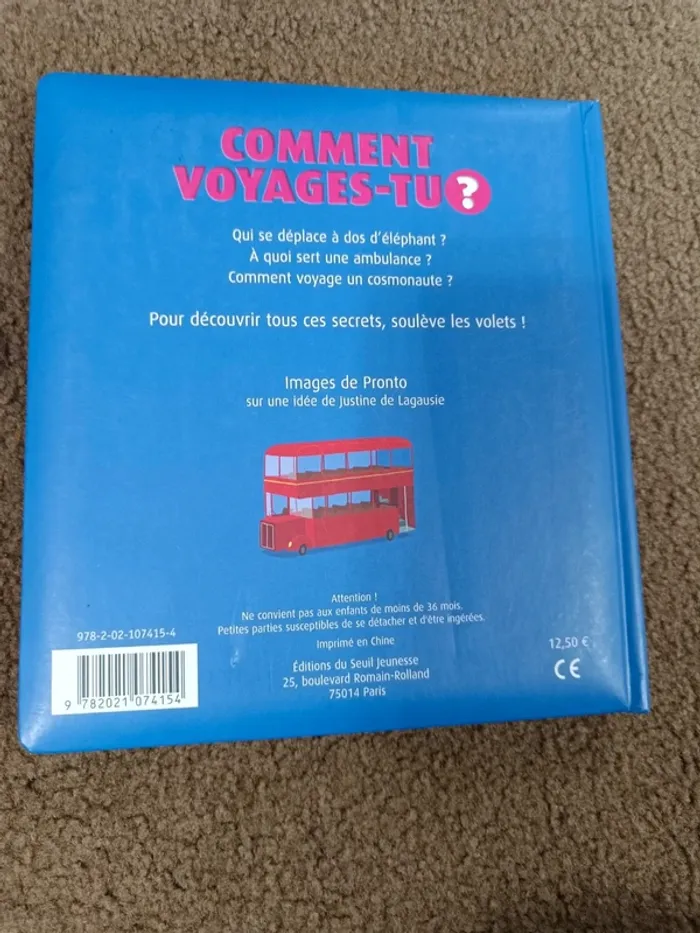 COMMENT
VOYAGES-TU ?
Qui se déplace à dos d'éléphant ?
À quoi sert une ambulance ?
Comment voyage un cosmonaute ?
Pour découvrir tous ces secrets, soulève les volets !
Images de Pronto
sur une idée de Justine de Lagausie
Attention !
Ne convient pas aux enfants de moins de 36 mois.
Petites parties susceptibles de se détacher et d'être ingérées.
Imprimé en Chine
978-2-02-107415-4
9 782021 074154
Éditions du Seuil Jeunesse
25, boulevard Romain-Rolland
75014 Paris
12,50 €
CE